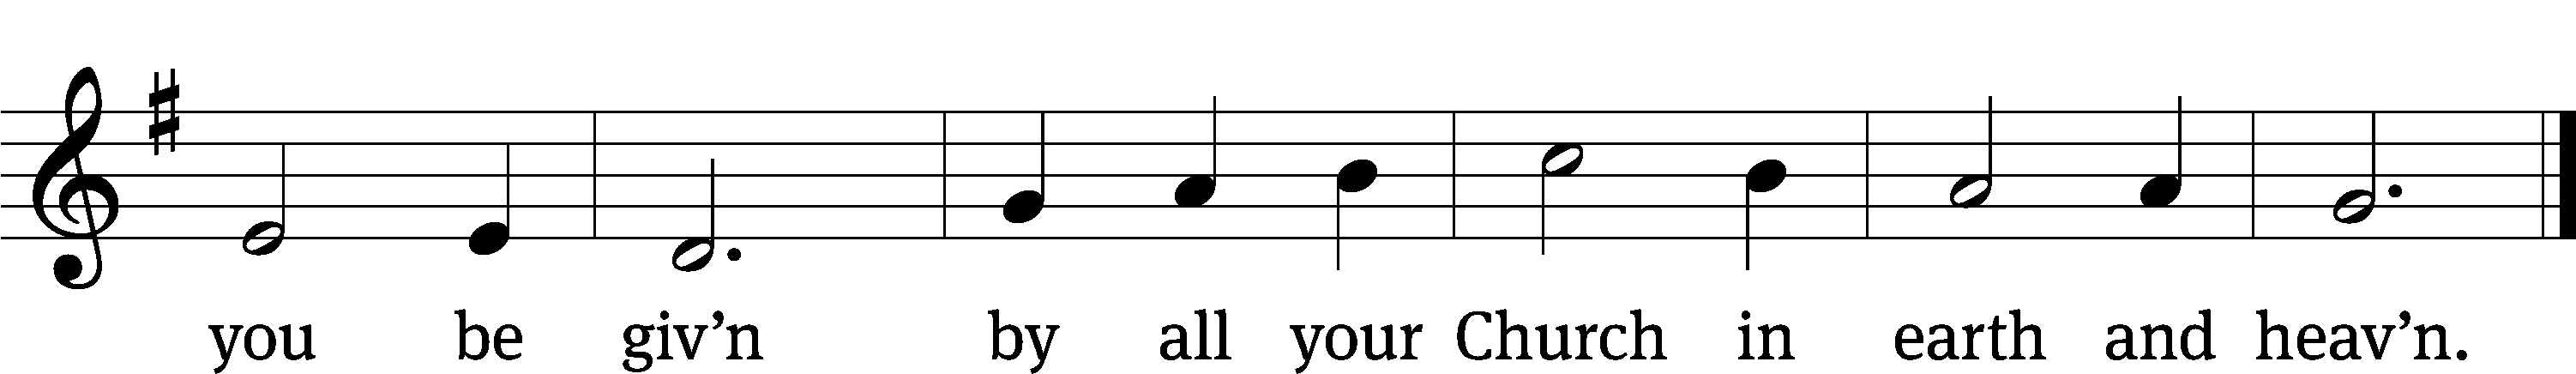 you be giv’n by all your Church in earth and heav’n.